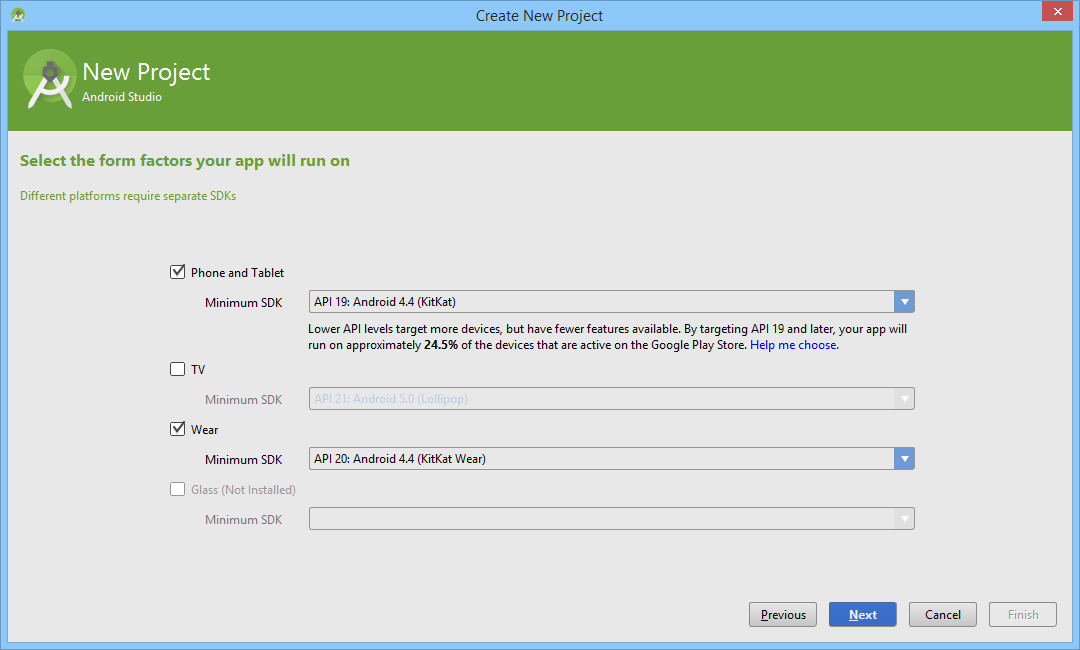 Create New Project
New Project
Android Studio
Select the form factors your app will run on
Different platforms require separate SDKs
Phone and Tablet
Minimum SDK API 19: Android 4.4 (KitKat)
Lower API levels target more devices, but have fewer features available. By targeting API 19 and later, your app will
run on approximately 24.5% of the devices that are active on the Google Play Store. Help me choose.
TV
Minimum SDK API 21: Android 5.0 (Lollipop)
Wear
Minimum SDK API 20: Android 4.4 (KitKat Wear)
Glass (Not Installed)
Minimum SDK
Previous Next Cancel Finish